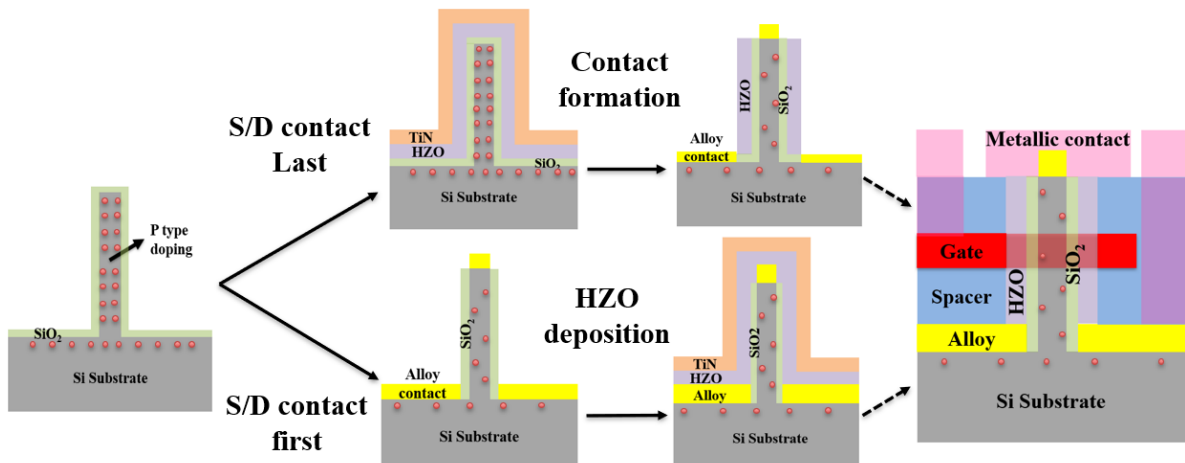 P type
doping
SiO2
Si Substrate
S/D contact
Last
S/D contact
first
TiN
HZO
SiO2
Si Substrate
Contact
formation
HZO
SiO2
Alloy
contact
Si Substrate
SiO2
Alloy
contact
Si Substrate
HZO
deposition
SiO2
TiN
HZO
Alloy
Si Substrate
Metallic contact
Gate
HZO
SiO2
Spacer
Alloy
Si Substrate